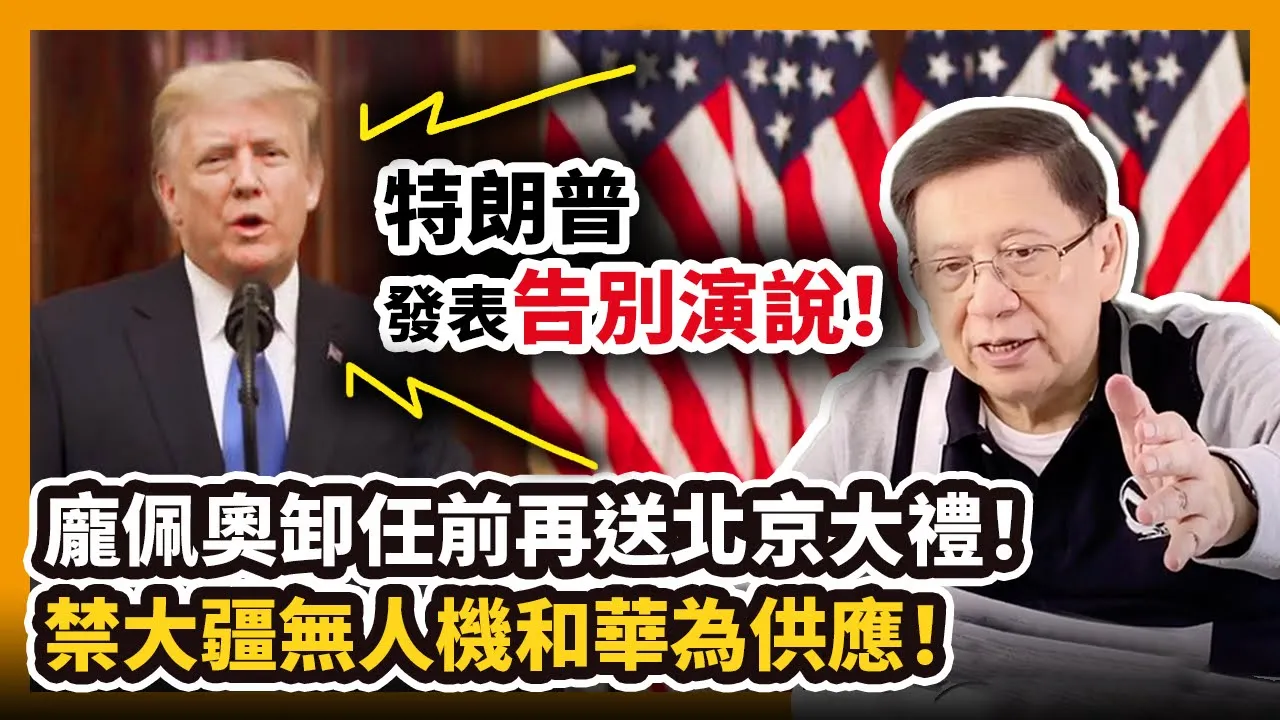 特朗普
發表告別演說！
龐佩奧卸任前再送北京大禮！
禁大疆無人機和華為供應！